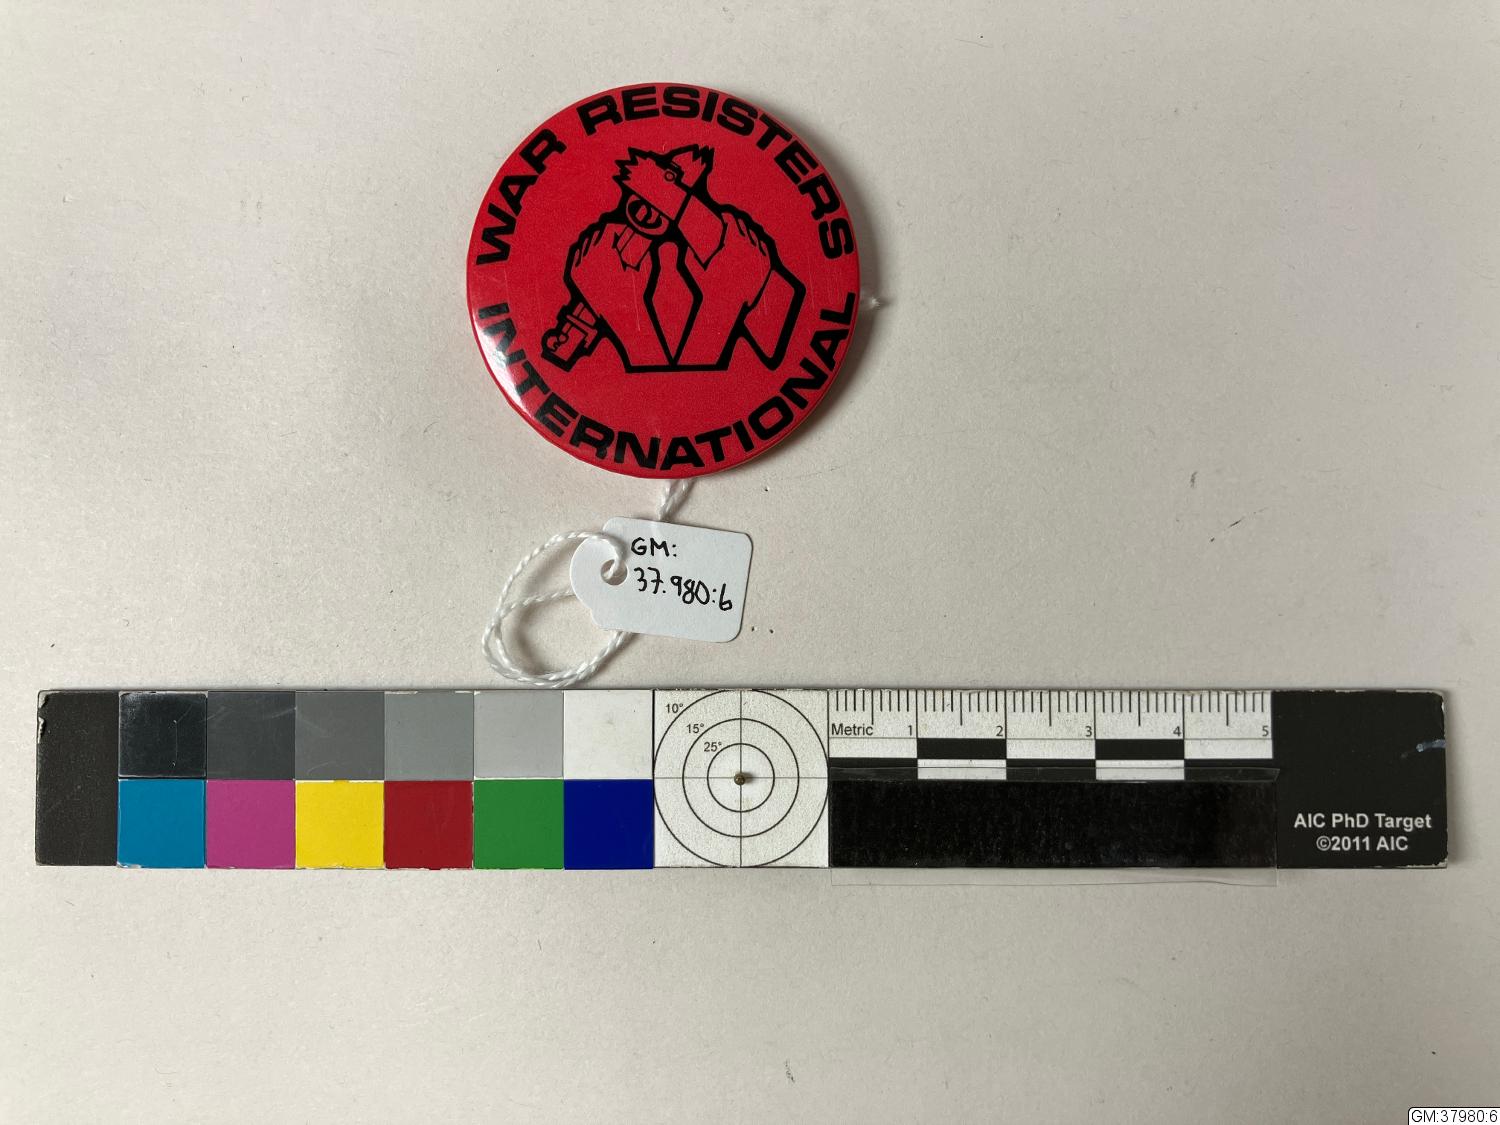 WAR RESISTERS
INTERNATIONAL
GM:
37.980:6
10°
15°
25°
Metric 1 2 3 4 5
AIC PhD Target
©2011 AIC
GM:37980:6